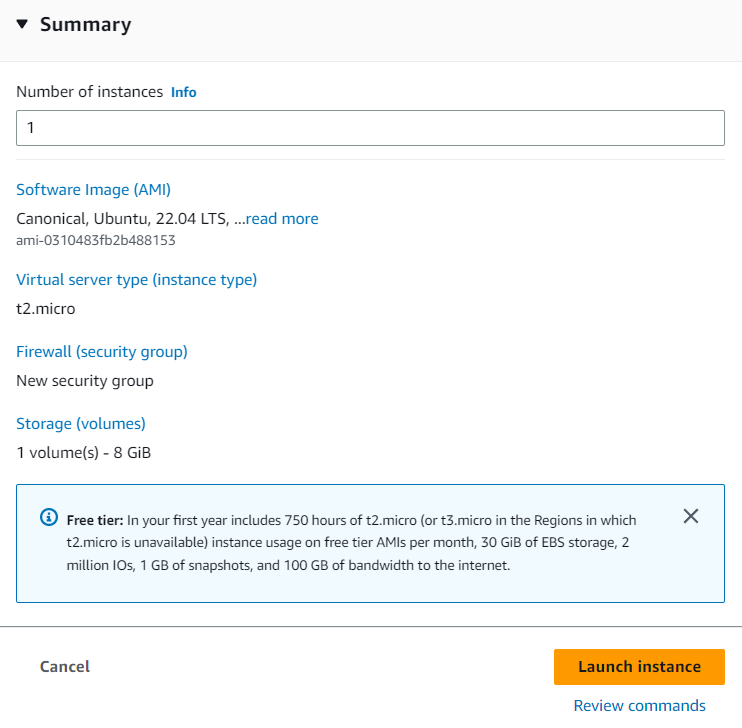 Summary
Number of instances Info
1
Software Image (AMI)
Canonical, Ubuntu, 22.04 LTS, ...read more
ami-0310483fb2b488153
Virtual server type (instance type)
t2.micro
Firewall (security group)
New security group
Storage (volumes)
1 volume(s) - 8 GiB
Free tier: In your first year includes 750 hours of t2.micro (or t3.micro in the Regions in which
t2.micro is unavailable) instance usage on free tier AMIs per month, 30 GiB of EBS storage, 2
million IOs, 1 GB of snapshots, and 100 GB of bandwidth to the internet.
Cancel
Launch instance
Review commands